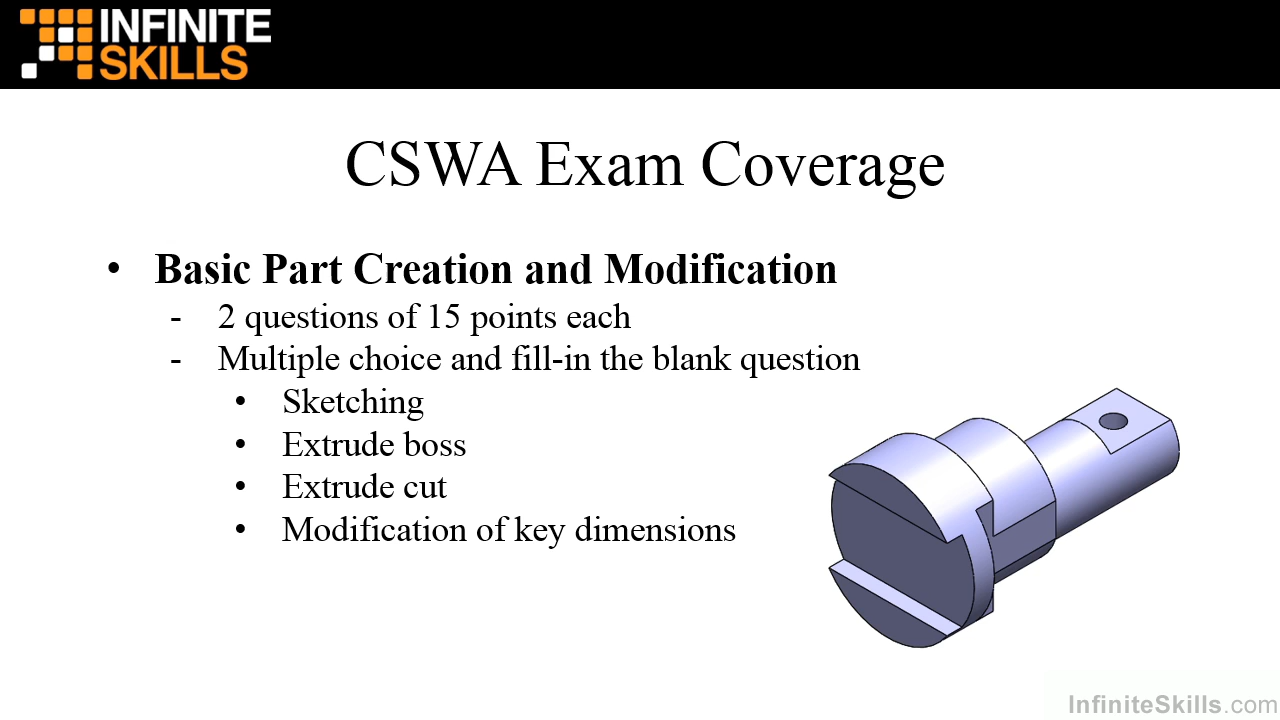 INFINITE
SKILLS
CSWA Exam Coverage
• Basic Part Creation and Modification
- 2 questions of 15 points each
- Multiple choice and fill-in the blank question
• Sketching
• Extrude boss
• Extrude cut
• Modification of key dimensions
InfiniteSkills.com